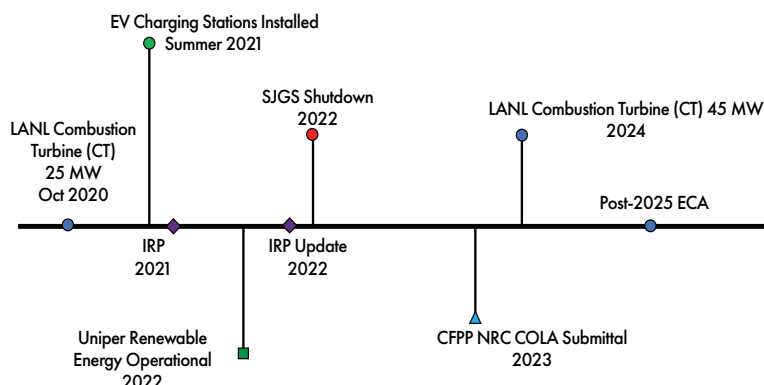 EV Charging Stations Installed
Summer 2021
SJGS Shutdown
2022
LANL Combustion Turbine (CT) 45 MW
2024
LANL Combustion
Turbine (CT)
25 MW
Oct 2020
Post-2025 ECA
IRP
2021
IRP Update
2022
Uniper Renewable
Energy Operational
2022
CFPP NRC COLA Submittal
2023